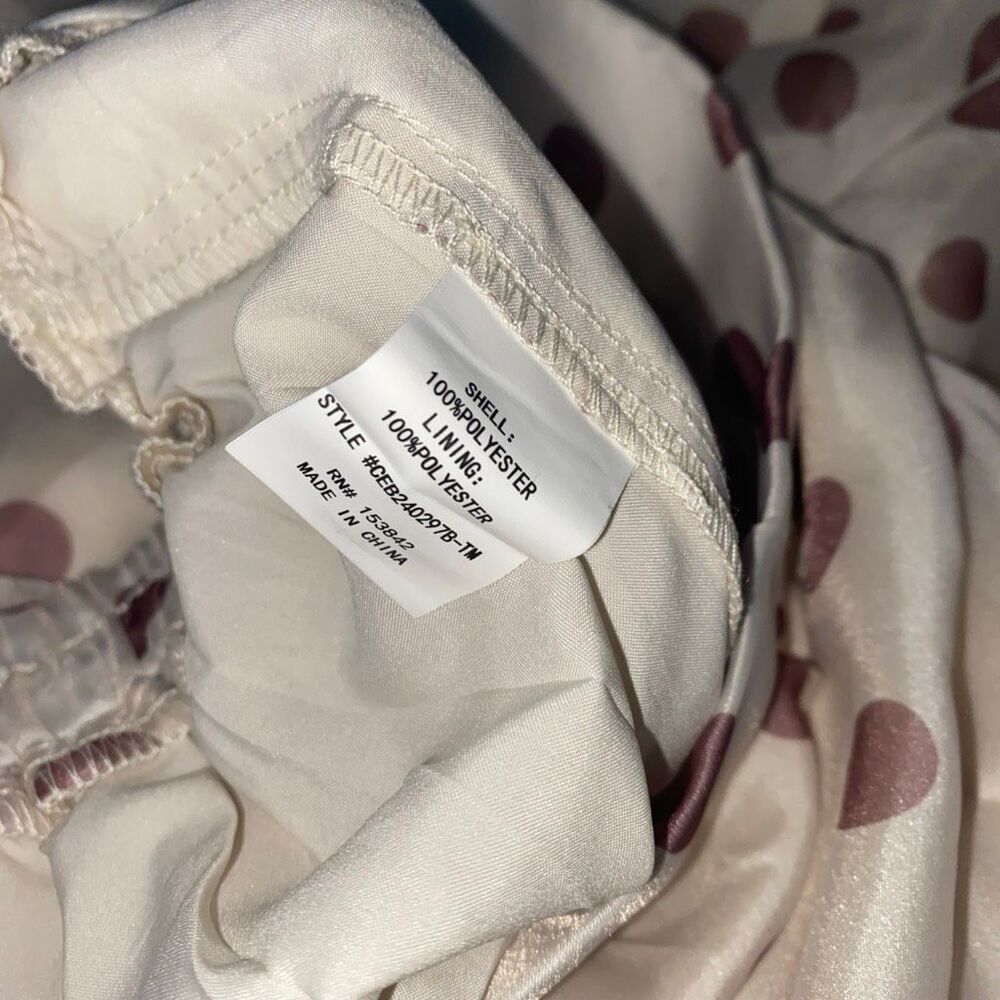 SHELL:
100%POLYESTER
LINING:
100%POLYESTER
STYLE #CEB240297B-TM
RN# 153842
MADE IN CHINA